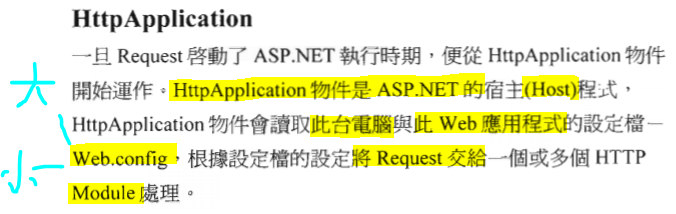 HttpApplication
一旦 Request 啓動了 ASP.NET 執行時期，便從 HttpApplication 物件
開始運作。HttpApplication 物件是 ASP.NET 的宿主(Host)程式，
大
HttpApplication 物件會讀取此台電腦與此 Web 應用程式的設定檔－
Web.config，根據設定檔的設定將 Request 交給一個或多個 HTTP
小
Module 處理。